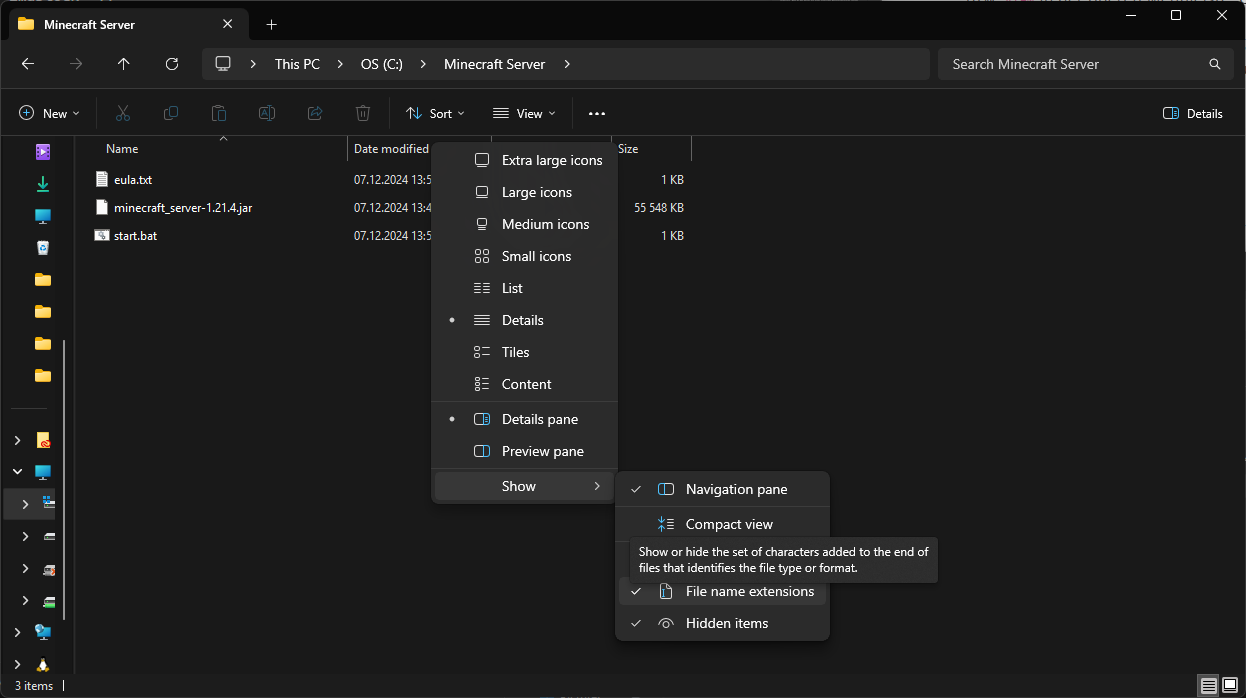 Minecraft Server
This PC
OS (C:)
Minecraft Server
Search Minecraft Server
New
Sort
View
Details
Name
Date modified
Size
eula.txt
07.12.2024 13:5
1 KB
minecraft_server-1.21.4.jar
07.12.2024 13:4
55 548 KB
start.bat
07.12.2024 13:5
1 KB
Extra large icons
Large icons
Medium icons
Small icons
List
Details
Tiles
Content
Details pane
Preview pane
Show
Navigation pane
Compact view
Show or hide the set of characters added to the end of
files that identifies the file type or format.
File name extensions
Hidden items
3 items